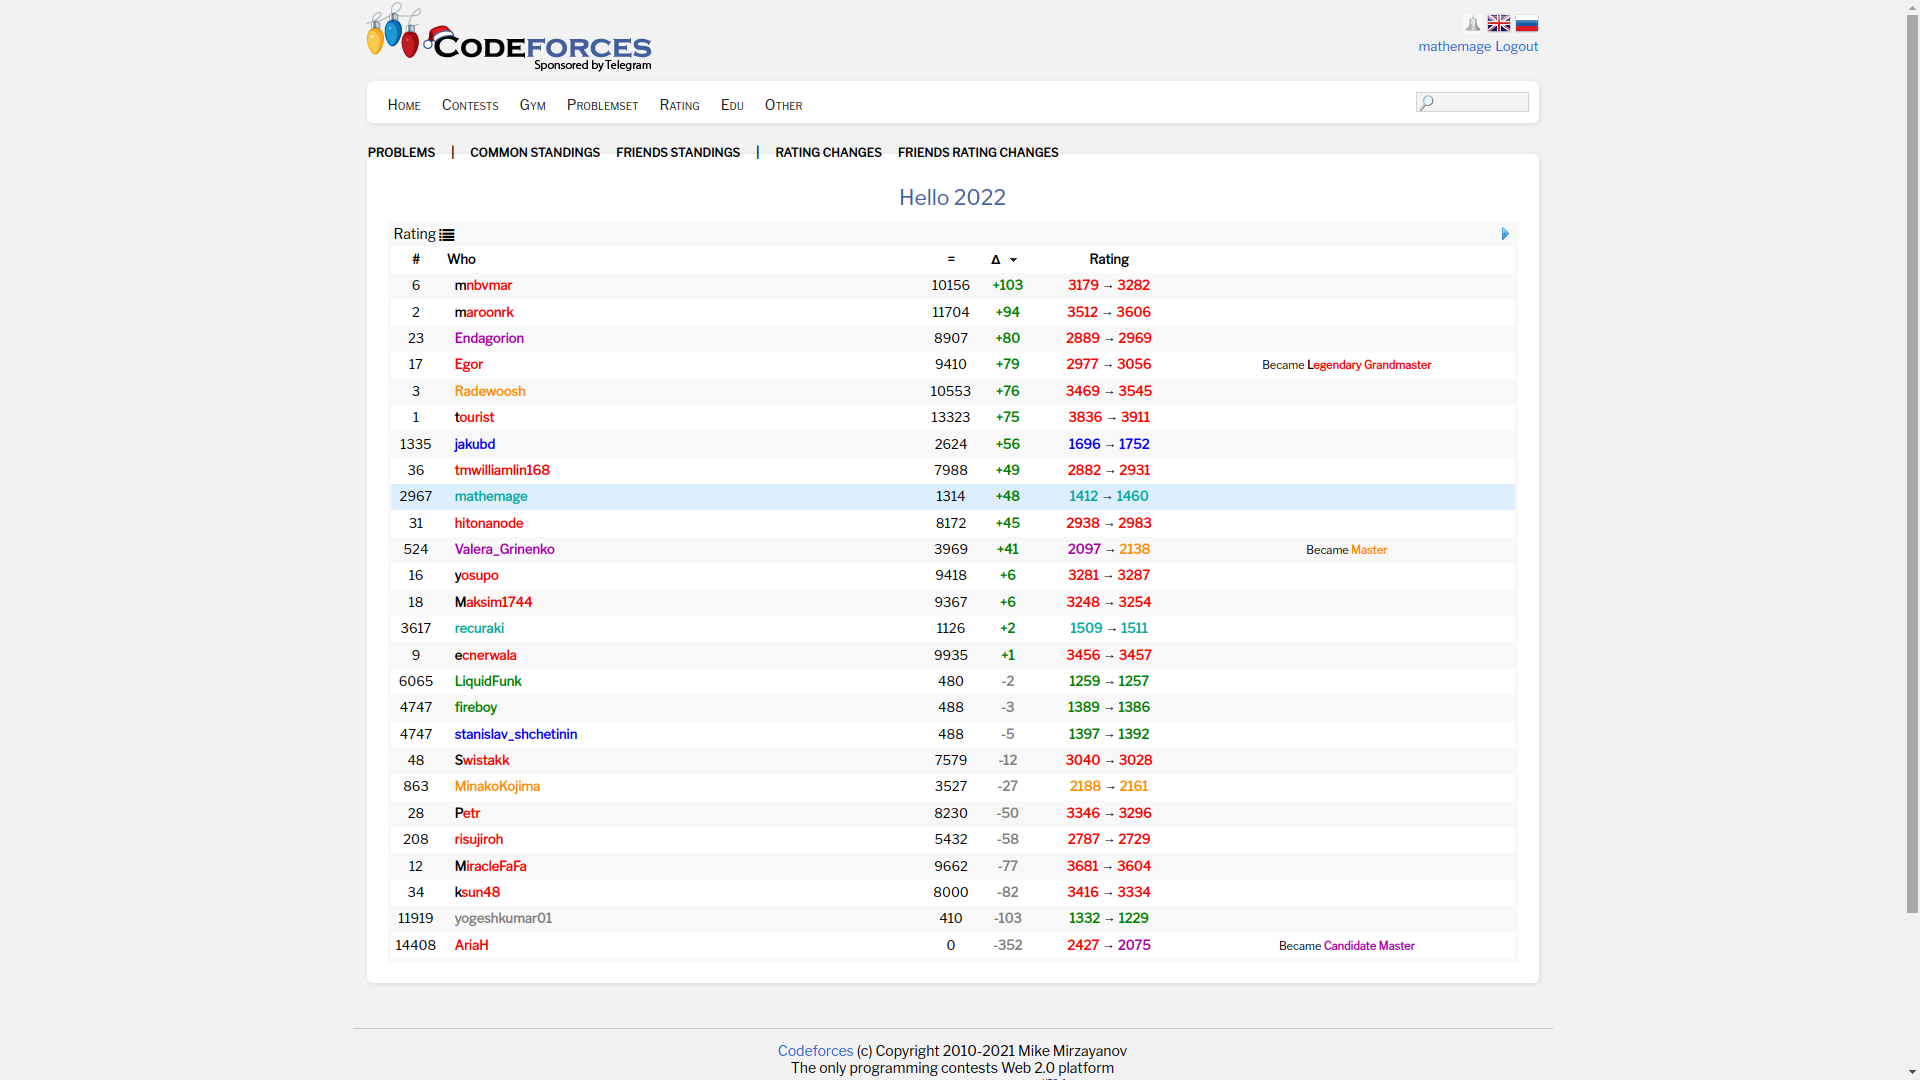 CODEFORCES
Sponsored by Telegram
mathemage Logout
HOME CONTESTS GYM PROBLEMSET RATING EDU OTHER
PROBLEMS | COMMON STANDINGS FRIENDS STANDINGS | RATING CHANGES FRIENDS RATING CHANGES
Hello 2022
Rating
# Who = Δ Rating
6 mnbvmar 10156 +103 3179 → 3282
2 maroonrk 11704 +94 3512 → 3606
23 Endagorion 8907 +80 2889 → 2969
17 Egor 9410 +79 2977 → 3056 Became Legendary Grandmaster
3 Radewoosh 10553 +76 3469 → 3545
1 tourist 13323 +75 3836 → 3911
1335 jakubd 2624 +56 1696 → 1752
36 tmwilliamlin168 7988 +49 2882 → 2931
2967 mathemage 1314 +48 1412 → 1460
31 hitonanode 8172 +45 2938 → 2983
524 Valera_Grinenko 3969 +41 2097 → 2138 Became Master
16 yosupo 9418 +6 3281 → 3287
18 Maksim1744 9367 +6 3248 → 3254
3617 recuraki 1126 +2 1509 → 1511
9 ecnerwala 9935 +1 3456 → 3457
6065 LiquidFunk 480 -2 1259 → 1257
4747 fireboy 488 -3 1389 → 1386
4747 stanislav_shchetinin 488 -5 1397 → 1392
48 Swistakk 7579 -12 3040 → 3028
863 MinakoKojima 3527 -27 2188 → 2161
28 Petr 8230 -50 3346 → 3296
208 risujiroh 5432 -58 2787 → 2729
12 MiracleFaFa 9662 -77 3681 → 3604
34 ksun48 8000 -82 3416 → 3334
11919 yogeshkumar01 410 -103 1332 → 1229
14408 AriaH 0 -352 2427 → 2075 Became Candidate Master
Codeforces (c) Copyright 2010-2021 Mike Mirzayanov
The only programming contests Web 2.0 platform